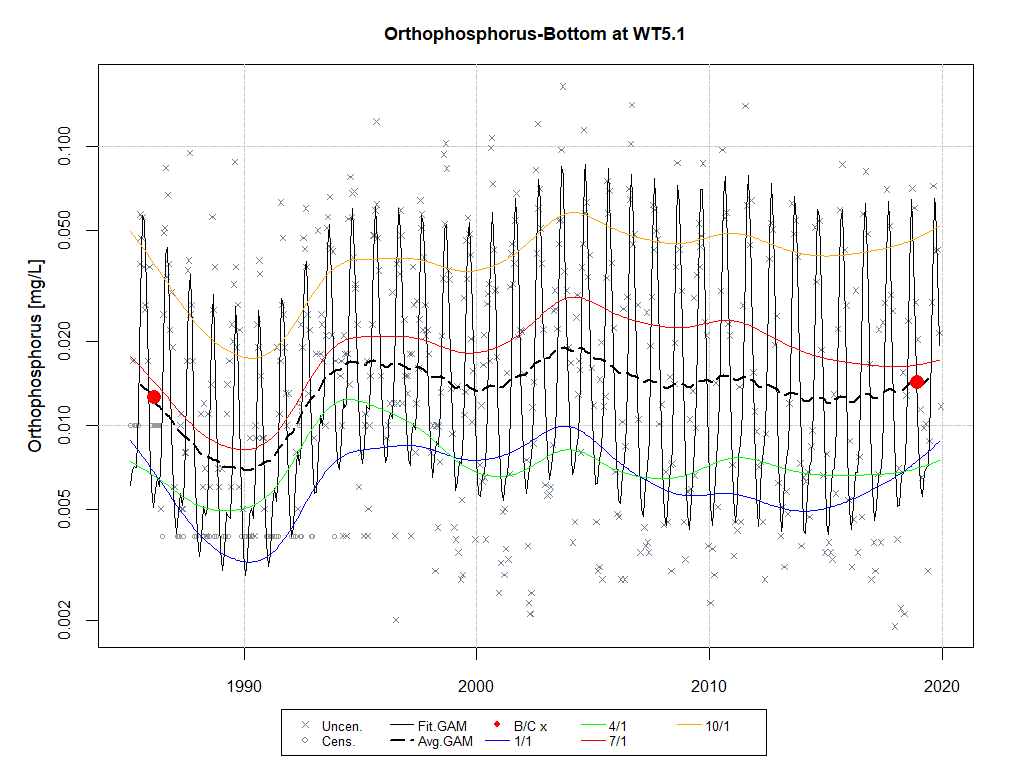 Orthophosphorus-Bottom at WT5.1
Orthophosphorus [mg/L]
0.100
0.050
0.020
0.010
0.005
0.002
1990 2000 2010 2020
Uncen. Fit.GAM B/C x 4/1 10/1
Cens. Avg.GAM 1/1 7/1